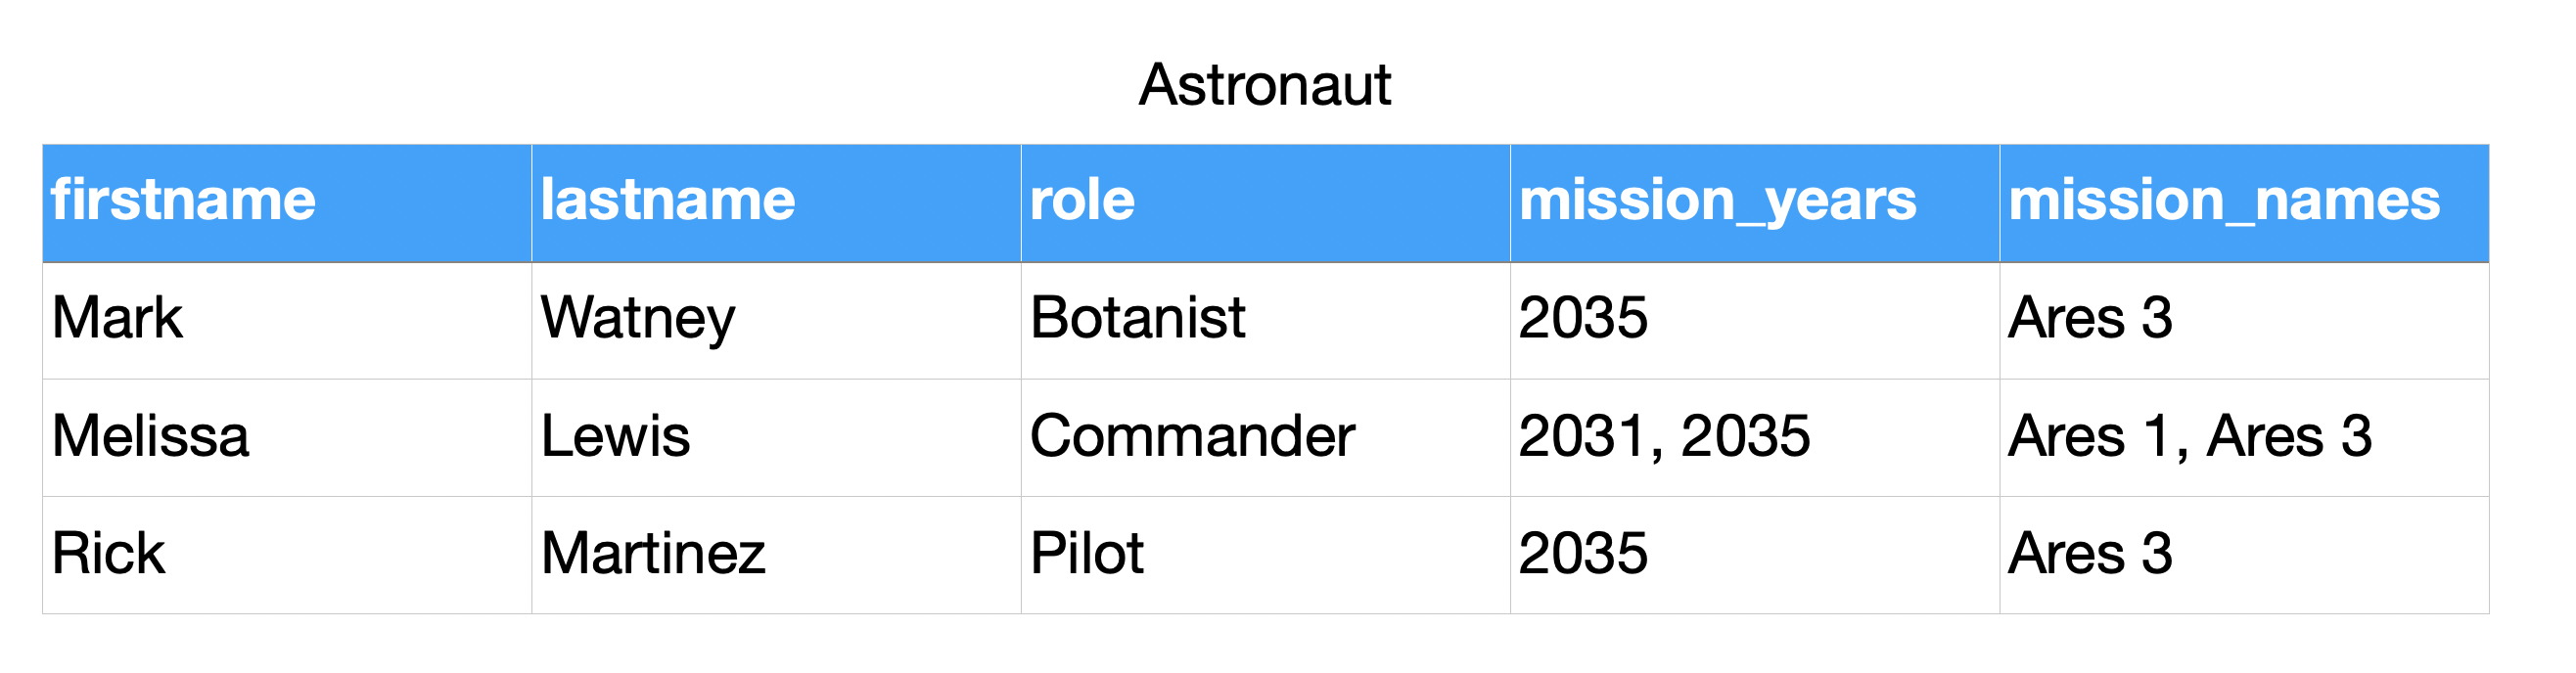 Astronaut
firstname lastname role mission_years mission_names
Mark Watney Botanist 2035 Ares 3
Melissa Lewis Commander 2031, 2035 Ares 1, Ares 3
Rick Martinez Pilot 2035 Ares 3